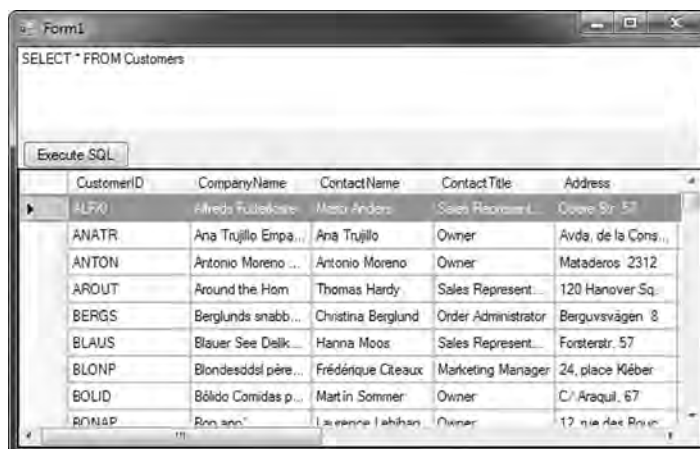 Form1
SELECT * FROM Customers
Execute SQL
CustomerID CompanyName ContactName ContactTitle Address
ALFKI Alfreds Futterkiste Maria Anders Sales Represent... Obere Str. 57
ANATR Ana Trujillo Empa... Ana Trujillo Owner Avda. de la Cons...
ANTON Antonio Moreno ... Antonio Moreno Owner Mataderos 2312
AROUT Around the Horn Thomas Hardy Sales Represent... 120 Hanover Sq.
BERGS Berglunds snabb... Christina Berglund Order Administrator Berguvsvägen 8
BLAUS Blauer See Delik... Hanna Moos Sales Represent... Forsterstr. 57
BLONP Blondesddsl père... Frédérique Citeaux Marketing Manager 24, place Kléber
BOLID Bólido Comidas p... Martín Sommer Owner C/ Araquil, 67
BONAP Bon app' Laurence Lebihan Owner 12, rue des Bouc...